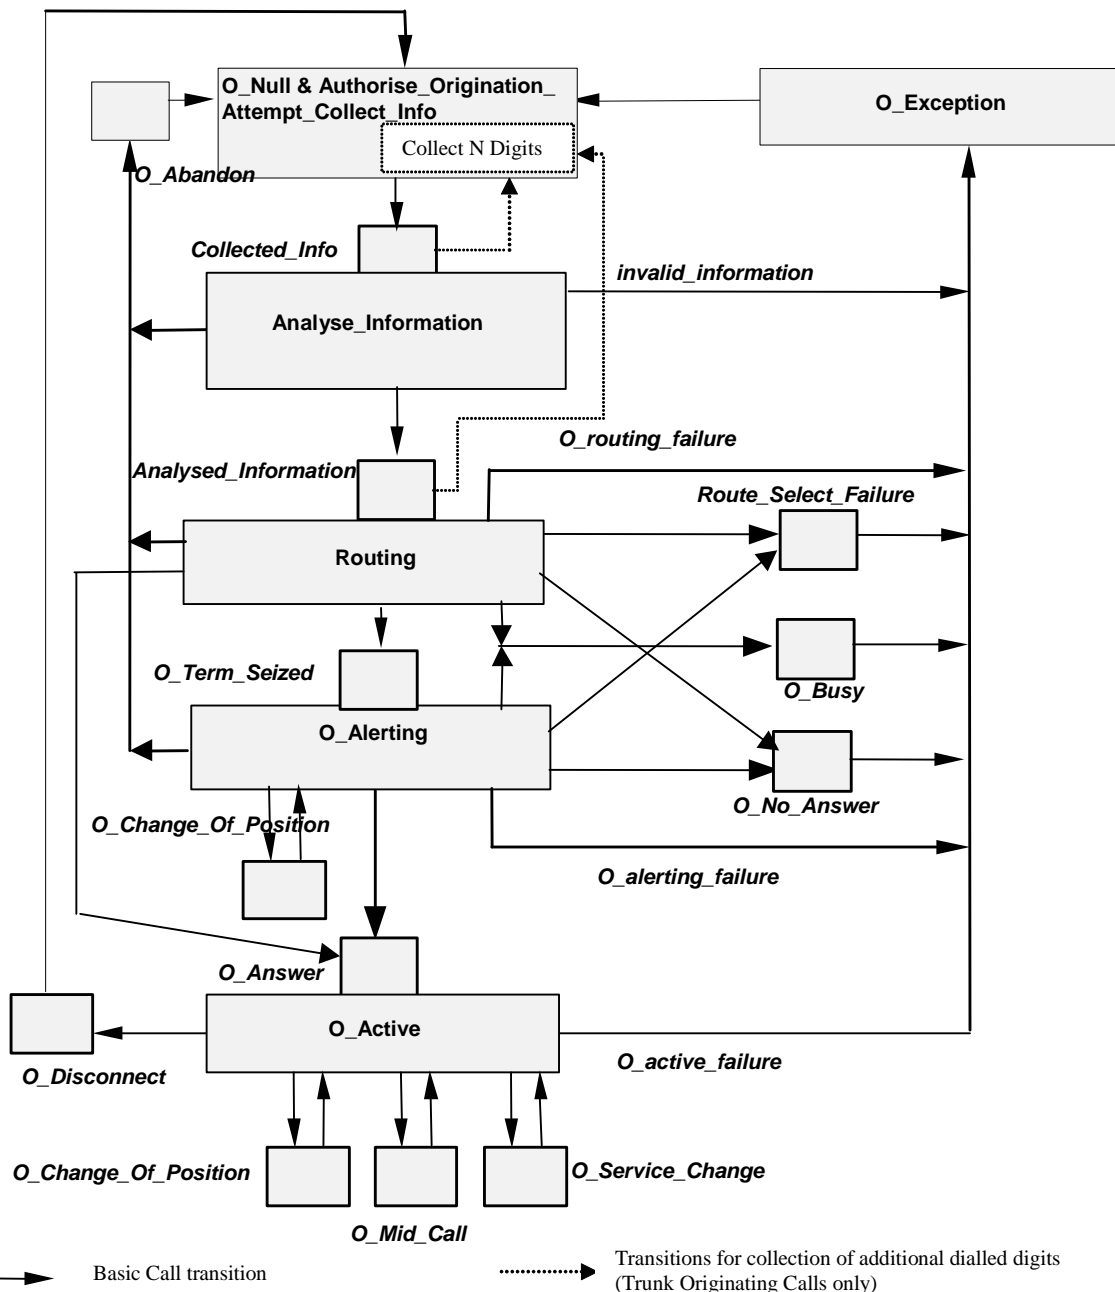 O_Null & Authorise_Origination_
Attempt_Collect_Info
Collect N Digits
O_Exception
O_Abandon
Collected_Info
invalid_information
Analyse_Information
O_routing_failure
Analysed_Information
Route_Select_Failure
Routing
O_Term_Seized
O_Busy
O_Alerting
O_No_Answer
O_Change_Of_Position
O_alerting_failure
O_Answer
O_Active
O_active_failure
O_Disconnect
O_Change_Of_Position
O_Service_Change
O_Mid_Call
Basic Call transition
Transitions for collection of additional dialled digits
(Trunk Originating Calls only)